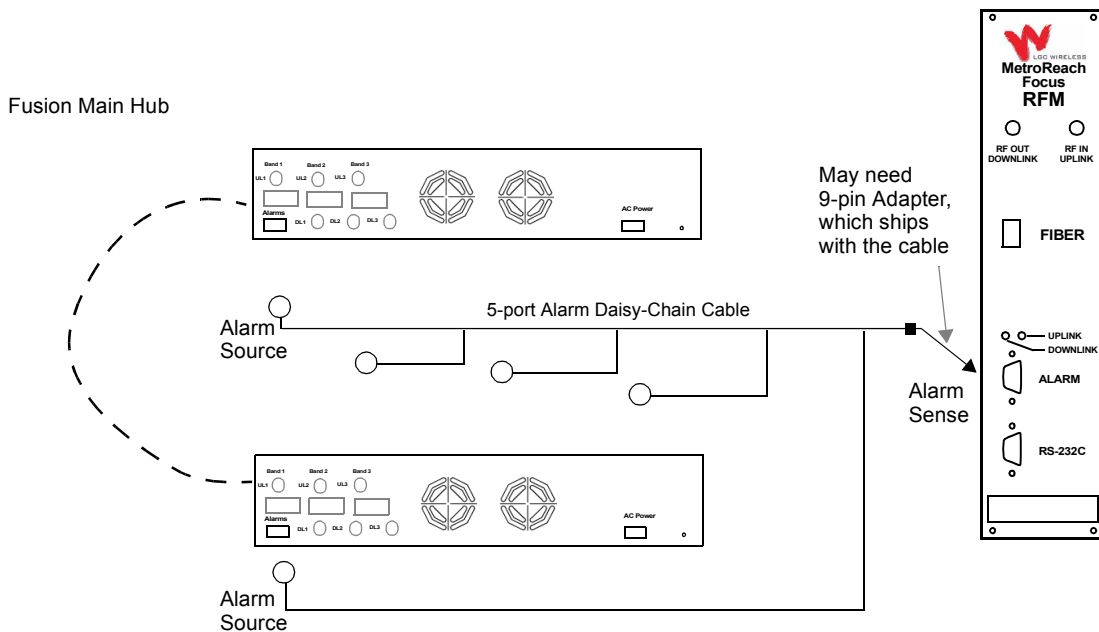 Fusion Main Hub
Band 1 Band 2 Band 3
UL1 UL2 UL3
Alarms
DL1 DL2 DL3
AC Power
Alarm
Source
5-port Alarm Daisy-Chain Cable
May need
9-pin Adapter,
which ships
with the cable
Alarm
Sense
Band 1 Band 2 Band 3
UL1 UL2 UL3
Alarms
DL1 DL2 DL3
AC Power
Alarm
Source
LGC WIRELESS
MetroReach
Focus
RFM
RF OUT RF IN
DOWNLINK UPLINK
FIBER
UPLINK
DOWNLINK
ALARM
RS-232C